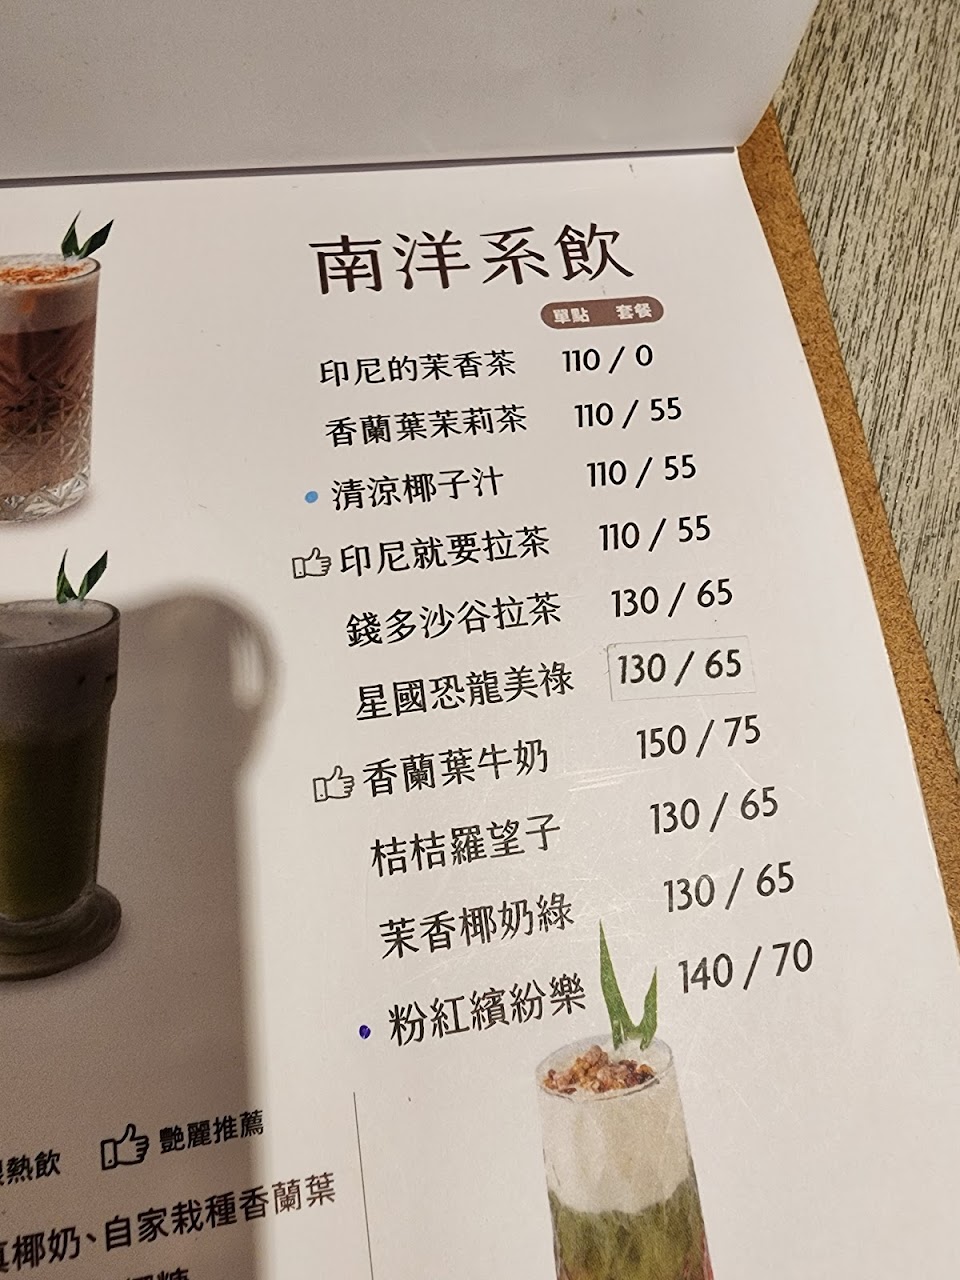 南洋系飲
單點 套餐
印尼的茉香茶 110 / 0
香蘭葉茉莉茶 110 / 55
清涼椰子汁 110 / 55
印尼就要拉茶 110 / 55
錢多沙谷拉茶 130 / 65
星國恐龍美祿 130 / 65
香蘭葉牛奶 150 / 75
桔桔羅望子 130 / 65
茉香椰奶綠 130 / 65
粉紅繽紛樂 140 / 70
熱飲 艷麗推薦
椰奶、自家栽種香蘭葉